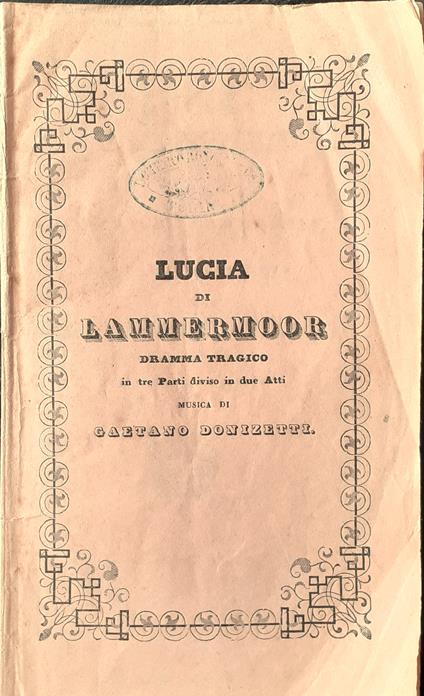 LUCIA
DI
LAMMERMOOR
DRAMMA TRAGICO
in tre Parti diviso in due Atti
MUSICA DI
GAETANO DONIZETTI.